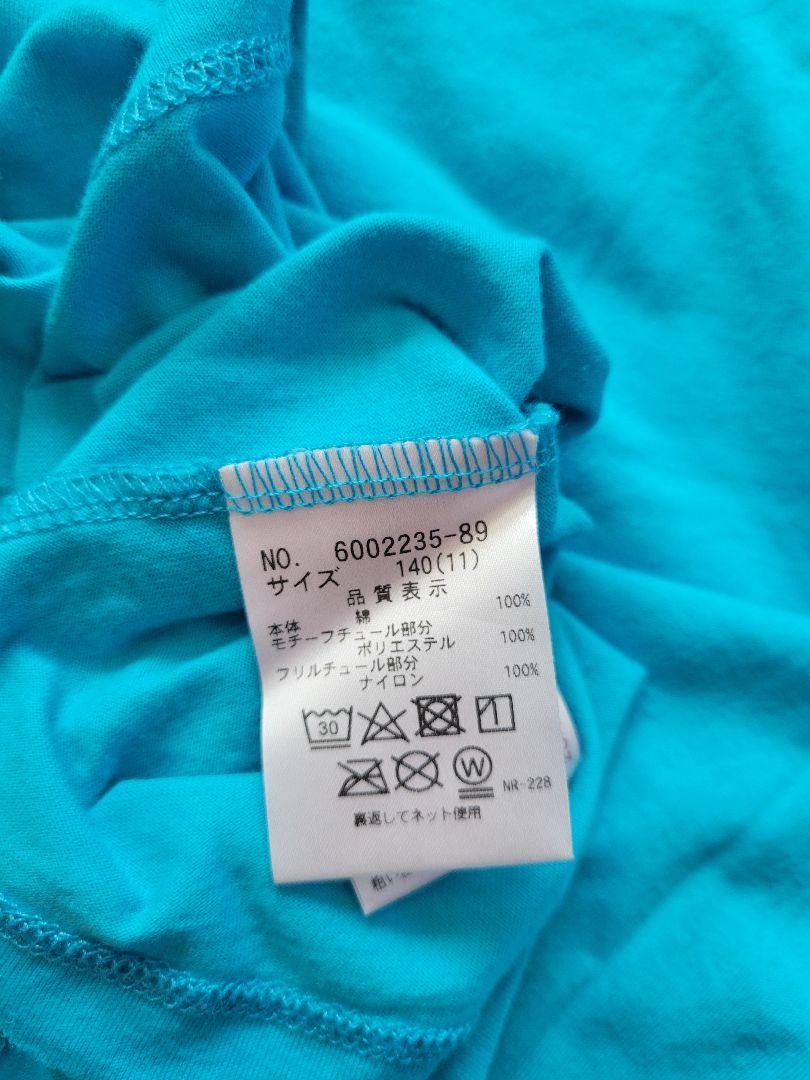 NO. 6002235-89
サイズ 140(11)
品質表示
本体 綿 100%
モチーフチュール部分
ポリエステル 100%
フリルチュール部分
ナイロン 100%
30
W
NR-228
裏返してネット使用
粗い